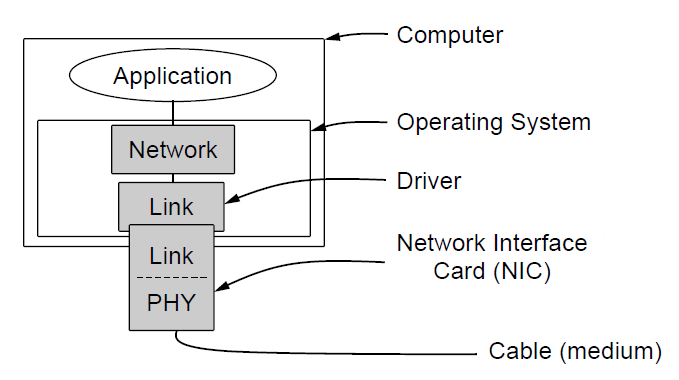 Computer
Application
Operating System
Network
Driver
Link
Network Interface
Card (NIC)
Link
PHY
Cable (medium)